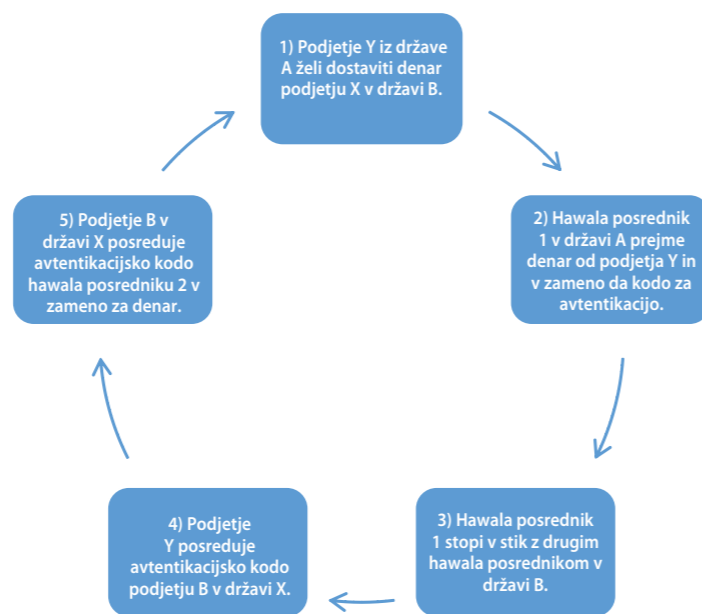 1) Podjetje Y iz države
A želi dostaviti denar
podjetju X v državi B.
2) Hawala posrednik
1 v državi A prejme
denar od podjetja Y in
v zameno da kodo za
avtentikacijo.
3) Hawala posrednik
1 stopi v stik z drugim
hawala posrednikom v
državi B.
4) Podjetje
Y posreduje
avtentikacijsko kodo
podjetju B v državi X.
5) Podjetje B v
državi X posreduje
avtentikacijsko kodo
hawala posredniku 2 v
zameno za denar.